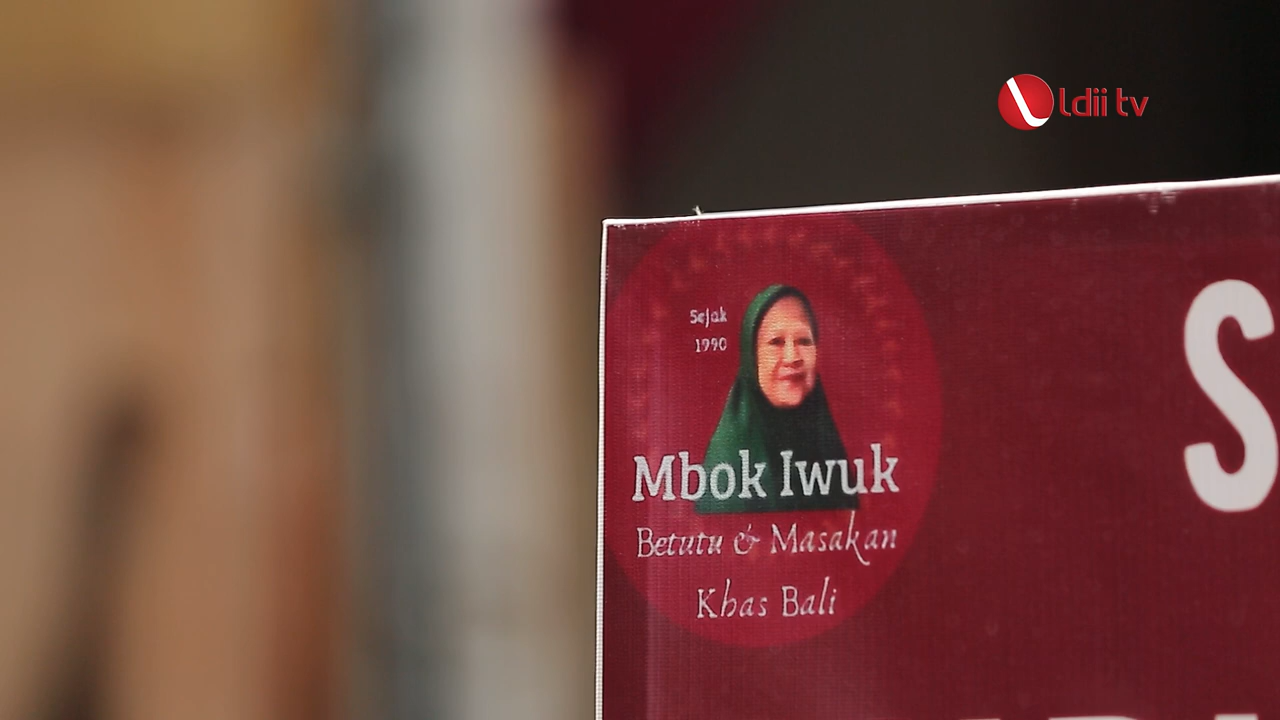 ldii tv
Sejak
1990
Mbok Iwuk
Betutu & Masakan
Khas Bali
S